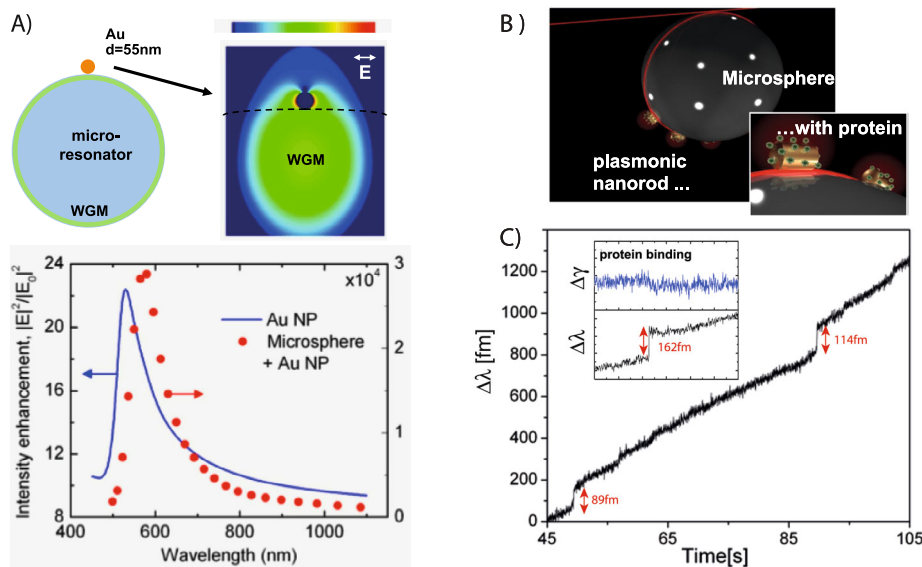 A)
Au
d=55nm
E
micro-
resonator
WGM
WGM
Intensity enhancement, |E|²/|E₀|²
24
20
16
12
8
x10⁴
3
2
1
0
Au NP
Microsphere
+ Au NP
400 600 800 1000
Wavelength (nm)
B)
Microsphere
plasmonic
nanorod ...
...with protein
C)
Δλ [fm]
1200
1000
800
600
400
200
0
protein binding
Δγ
Δλ
162fm
114fm
89fm
45 65 85 105
Time[s]